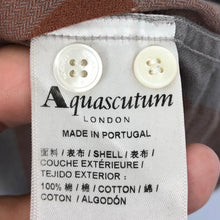 Aquascutum
LONDON
MADE IN PORTUGAL
面料 / 表布 / SHELL / 表布 /
COUCHE EXTÉRIEURE /
TEJIDO EXTERIOR :
100% 棉 / 棉 / COTTON / 綿 /
COTON / ALGODÓN